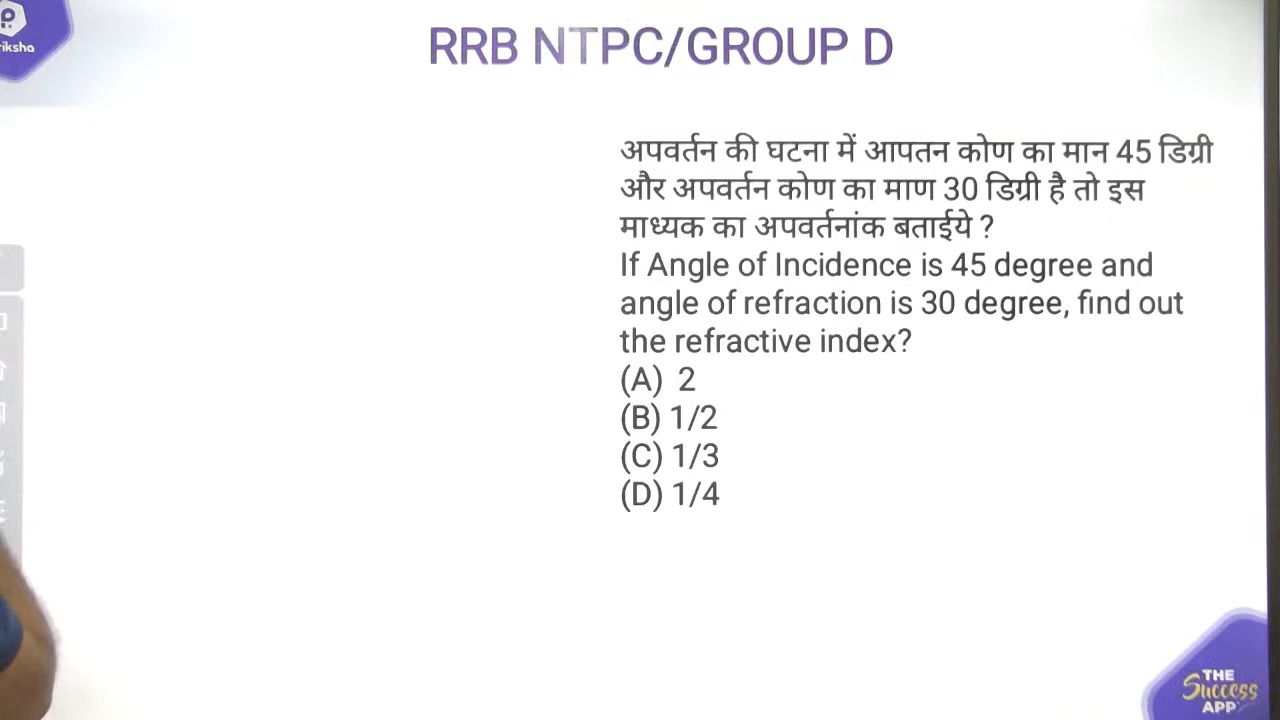 iksha
RRB NTPC/GROUP D
अपवर्तन की घटना में आपतन कोण का मान 45 डिग्री
और अपवर्तन कोण का माण 30 डिग्री है तो इस
माध्यक का अपवर्तनांक बताईये ?
If Angle of Incidence is 45 degree and
angle of refraction is 30 degree, find out
the refractive index?
(A) 2
(B) 1/2
(C) 1/3
(D) 1/4
THE
Success
APP